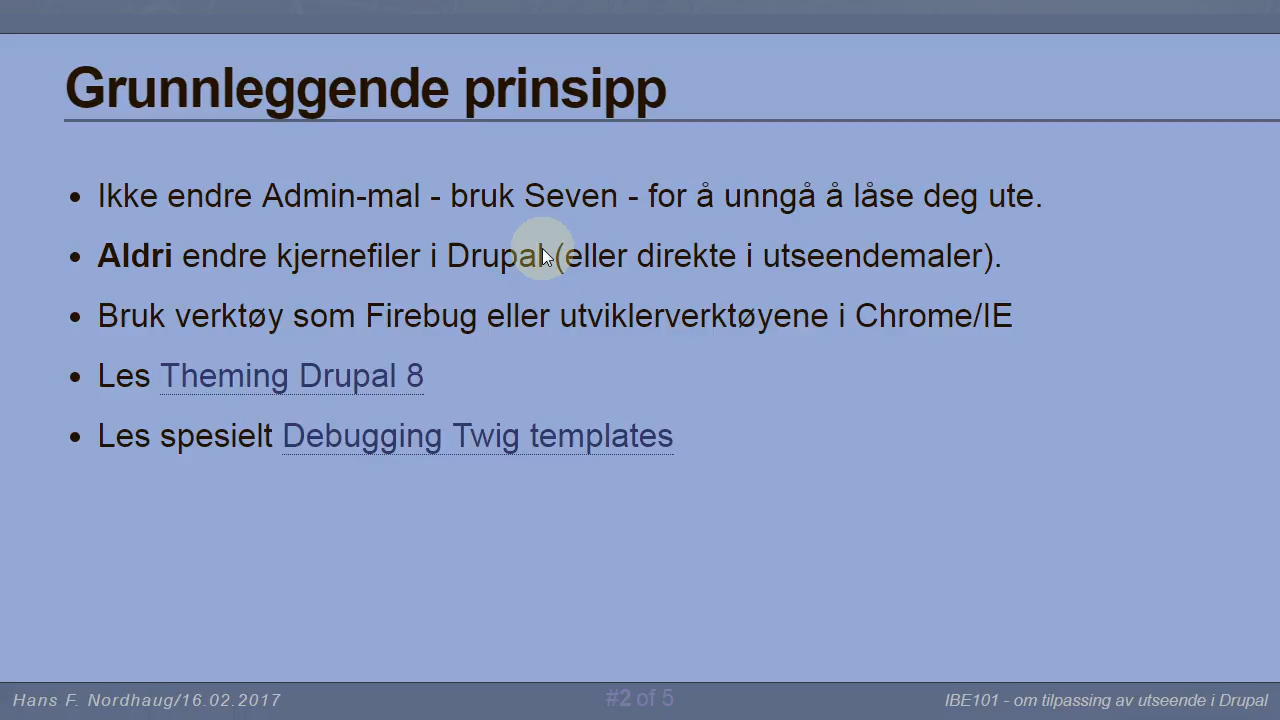 Grunnleggende prinsipp
• Ikke endre Admin-mal - bruk Seven - for å unngå å låse deg ute.
• Aldri endre kjernefiler i Drupal (eller direkte i utseendemaler).
• Bruk verktøy som Firebug eller utviklerverktøyene i Chrome/IE
• Les Theming Drupal 8
• Les spesielt Debugging Twig templates
Hans F. Nordhaug/16.02.2017
#2 of 5
IBE101 - om tilpassing av utseende i Drupal